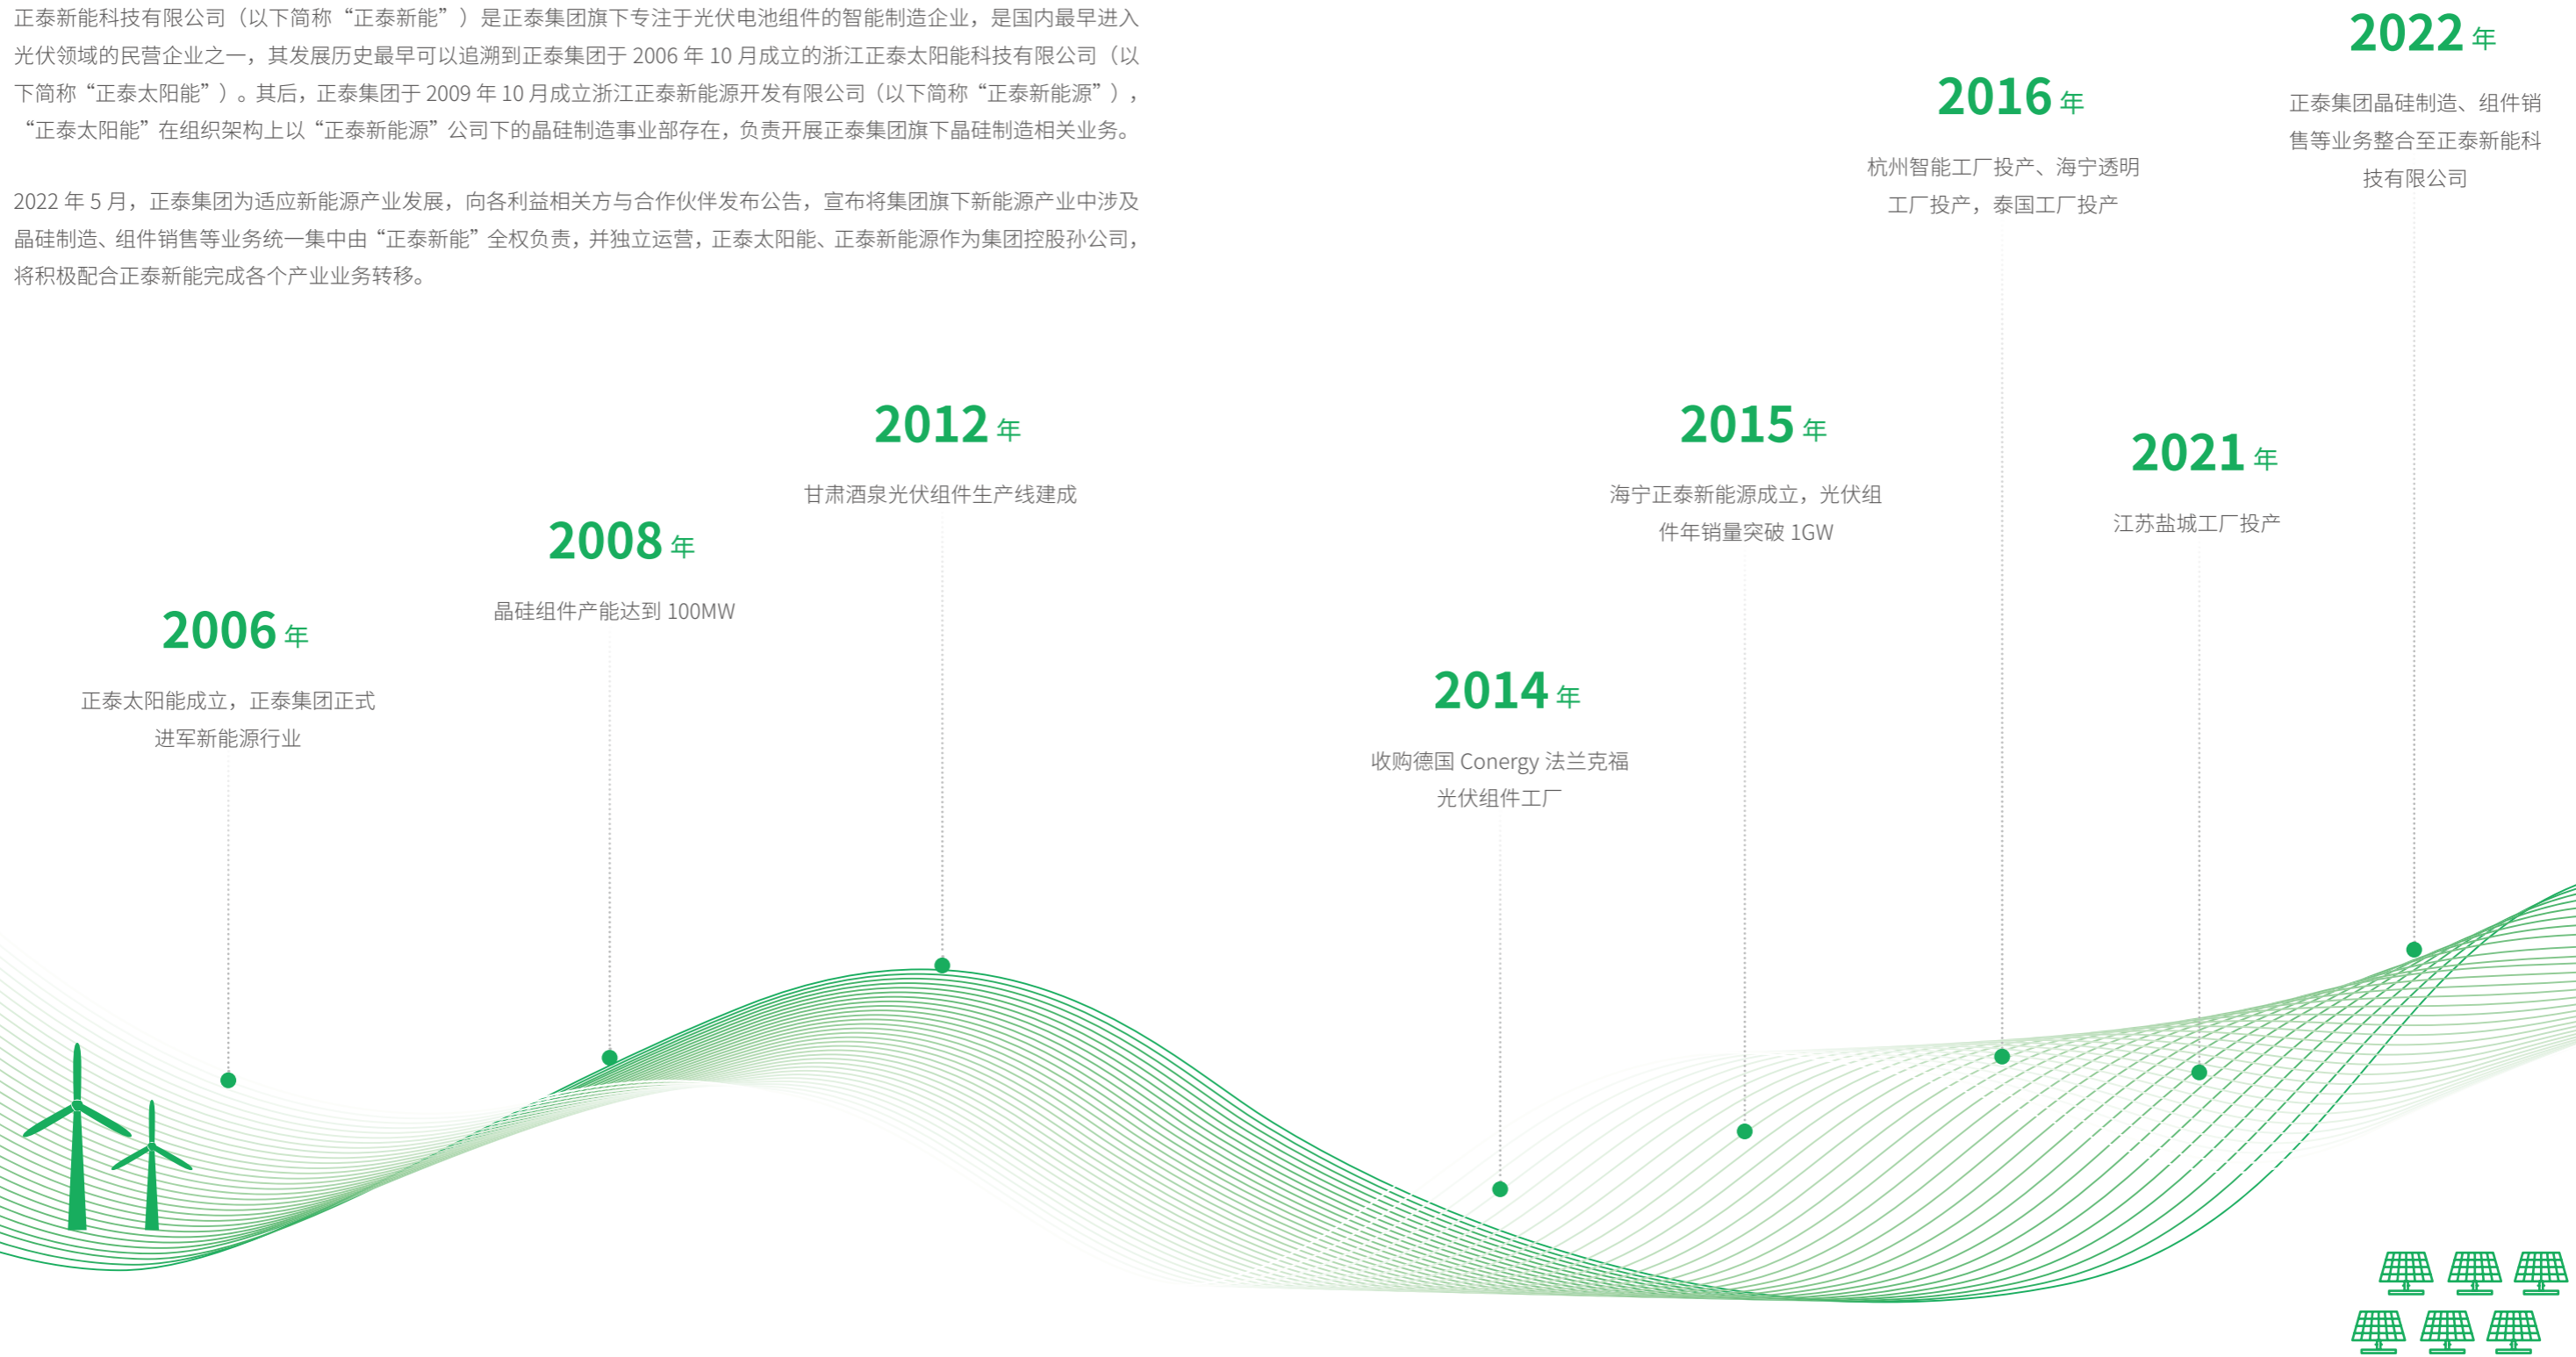 正泰新能科技有限公司（以下简称“正泰新能”）是正泰集团旗下专注于光伏电池组件的智能制造企业，是国内最早进入
光伏领域的民营企业之一，其发展历史最早可以追溯到正泰集团于 2006 年 10 月成立的浙江正泰太阳能科技有限公司（以
下简称“正泰太阳能”）。其后，正泰集团于 2009 年 10 月成立浙江正泰新能源开发有限公司（以下简称“正泰新能源”），
“正泰太阳能”在组织架构上以“正泰新能源”公司下的晶硅制造事业部存在，负责开展正泰集团旗下晶硅制造相关业务。
2022 年 5 月，正泰集团为适应新能源产业发展，向各利益相关方与合作伙伴发布公告，宣布将集团旗下新能源产业中涉及
晶硅制造、组件销售等业务统一集中由“正泰新能”全权负责，并独立运营，正泰太阳能、正泰新能源作为集团控股孙公司，
将积极配合正泰新能完成各个产业业务转移。
2006 年
正泰太阳能成立，正泰集团正式
进军新能源行业
2008 年
晶硅组件产能达到 100MW
2012 年
甘肃酒泉光伏组件生产线建成
2014 年
收购德国 Conergy 法兰克福
光伏组件工厂
2015 年
海宁正泰新能源成立，光伏组
件年销量突破 1GW
2016 年
杭州智能工厂投产、海宁透明
工厂投产，泰国工厂投产
2021 年
江苏盐城工厂投产
2022 年
正泰集团晶硅制造、组件销
售等业务整合至正泰新能科
技有限公司